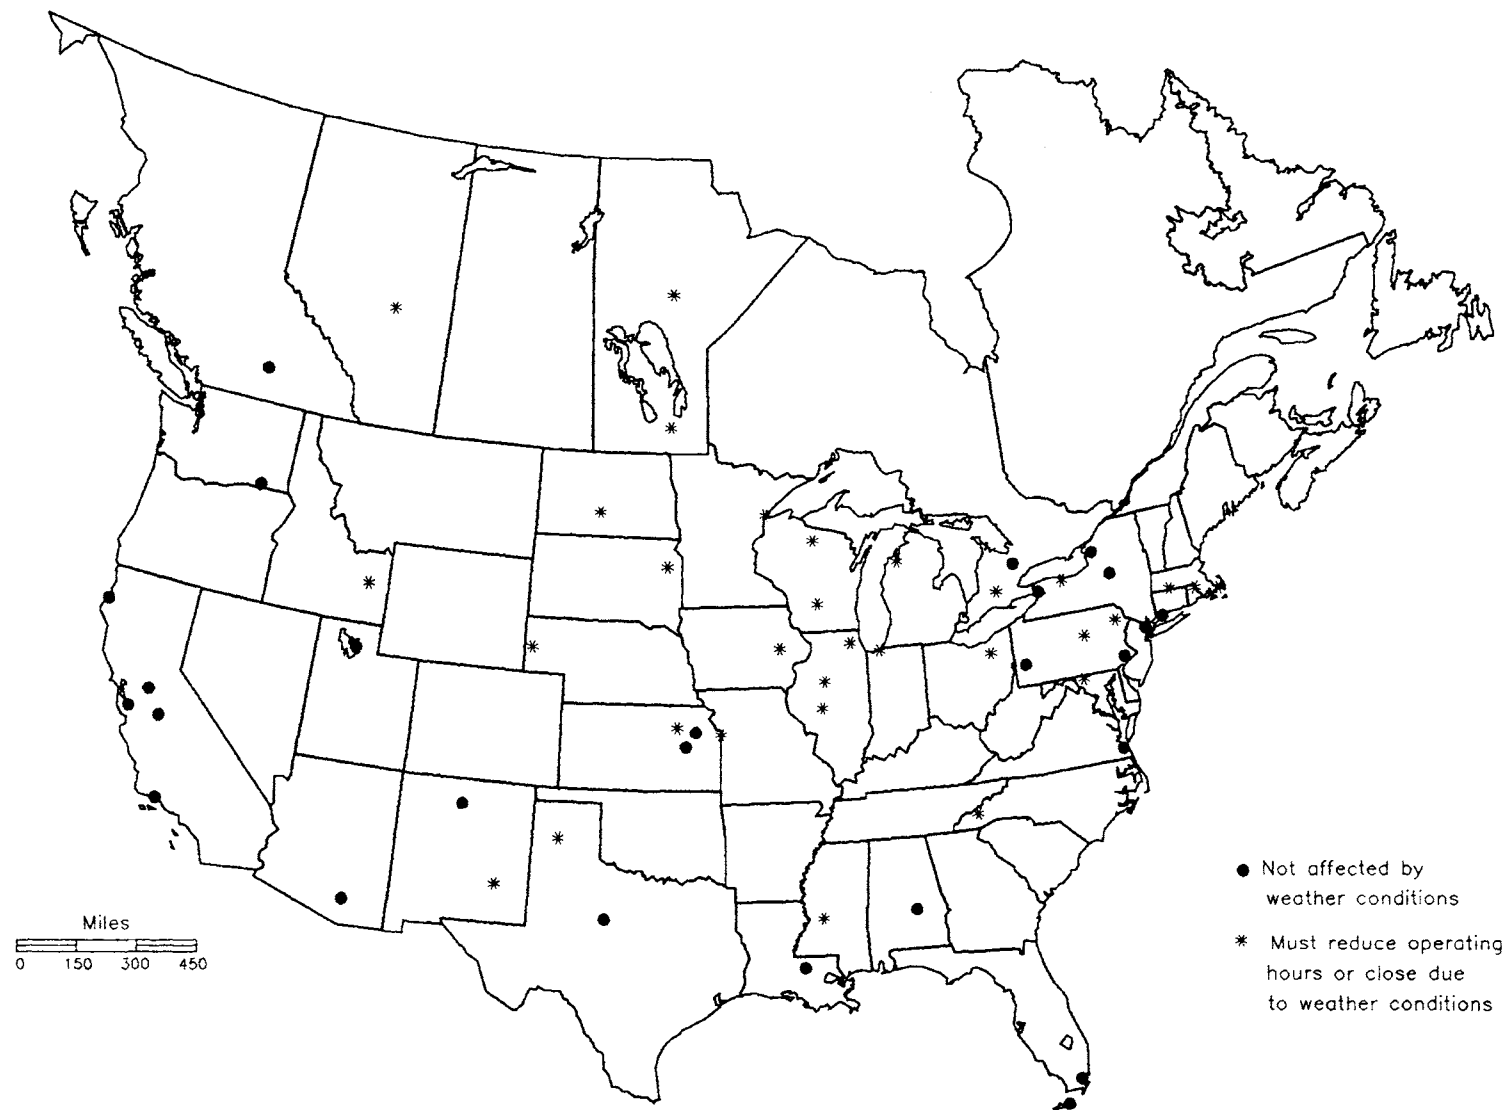 Not affected by
weather conditions
Miles
0 150 300 450
* Must reduce operating
hours or close due
to weather conditions